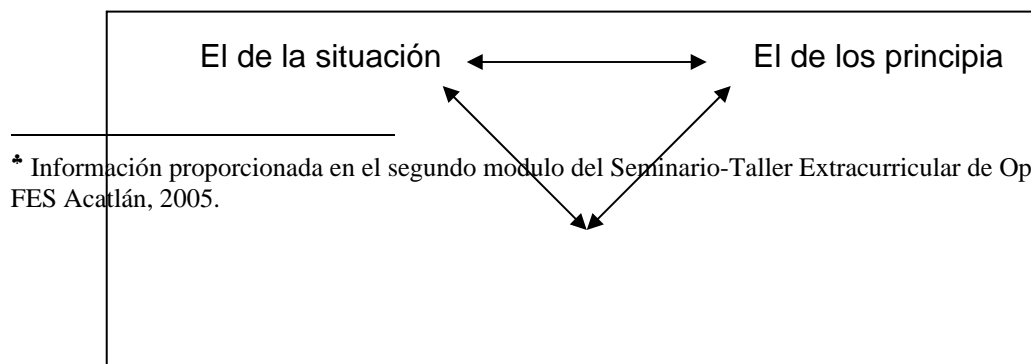 El de la situación El de los principia
♣ Información proporcionada en el segundo modulo del Seminario-Taller Extracurricular de Op
FES Acatlán, 2005.